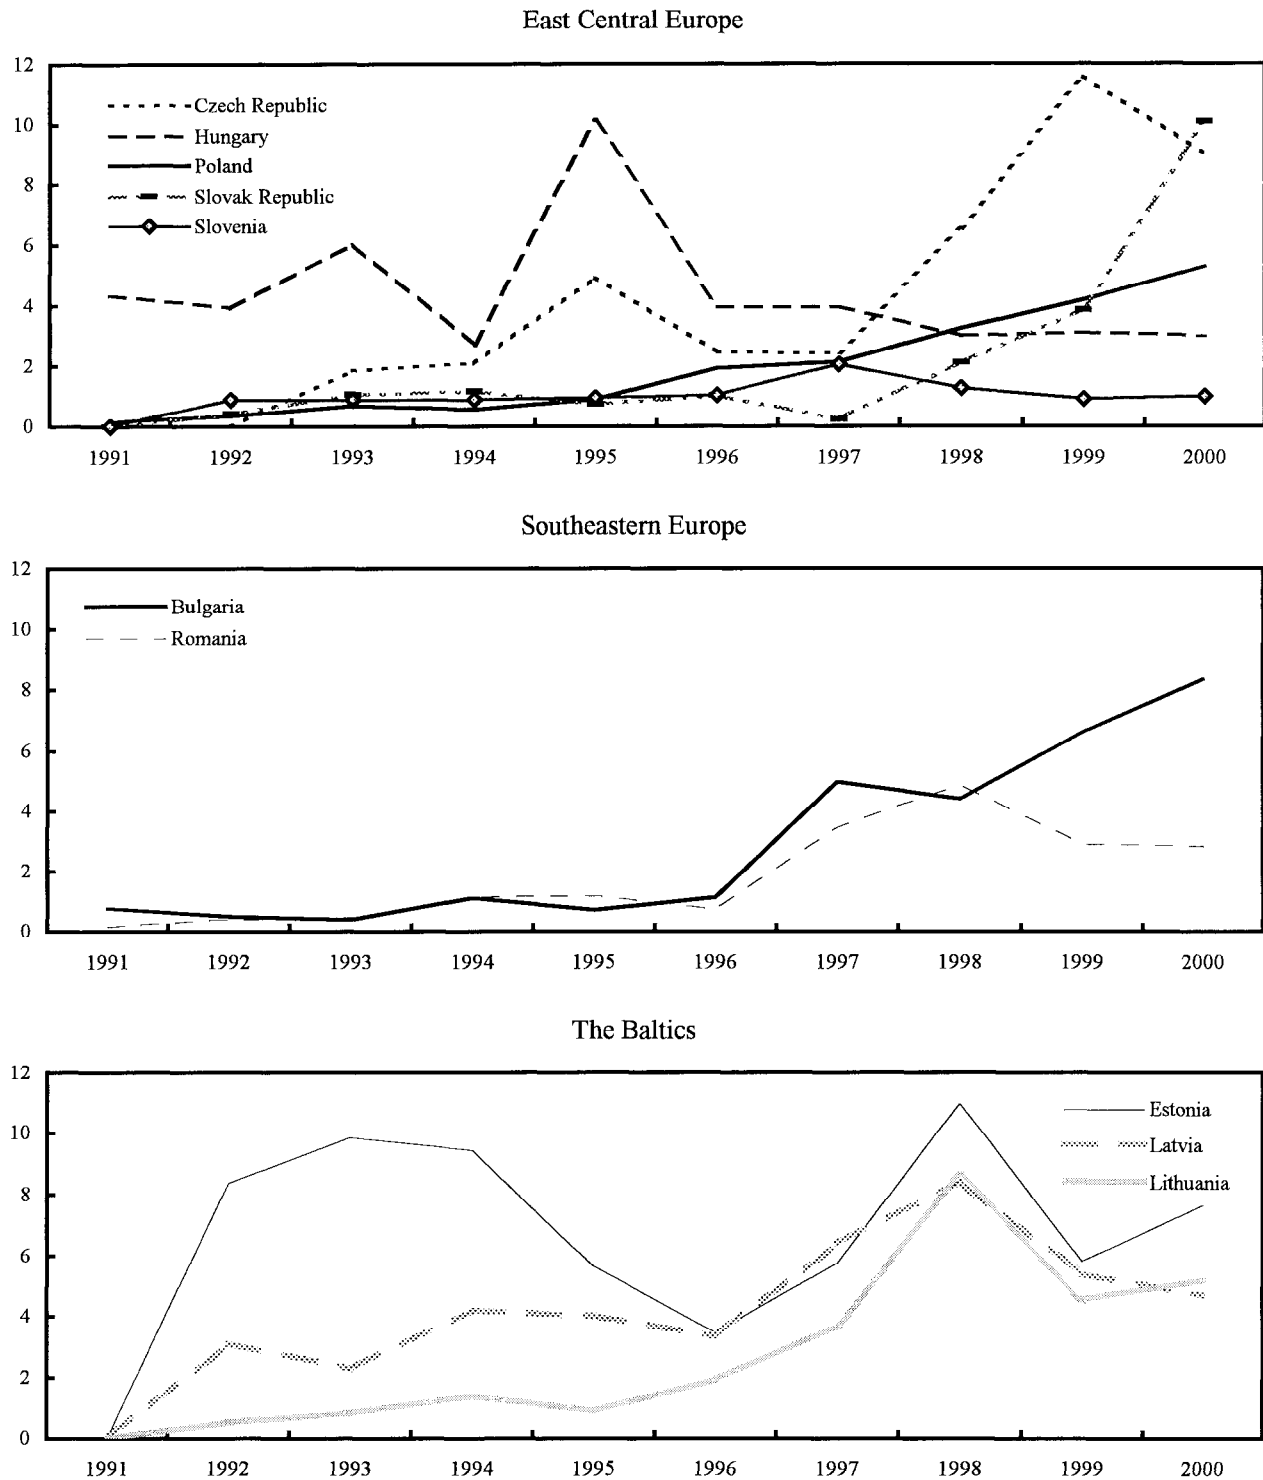 East Central Europe
12
10
8
6
4
2
0
Czech Republic
Hungary
Poland
Slovak Republic
Slovenia
1991 1992 1993 1994 1995 1996 1997 1998 1999 2000
Southeastern Europe
12
10
8
6
4
2
0
Bulgaria
Romania
1991 1992 1993 1994 1995 1996 1997 1998 1999 2000
The Baltics
12
10
8
6
4
2
0
Estonia
Latvia
Lithuania
1991 1992 1993 1994 1995 1996 1997 1998 1999 2000